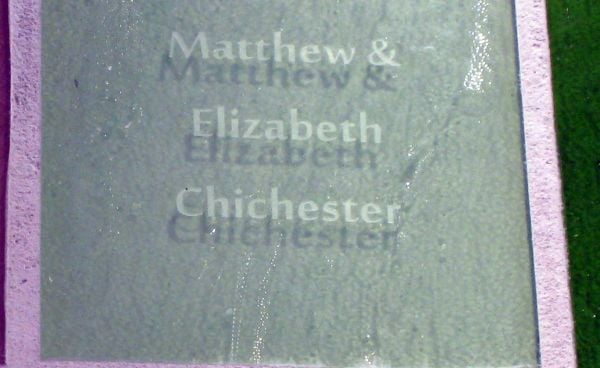 Matthew &
Elizabeth
Chichester